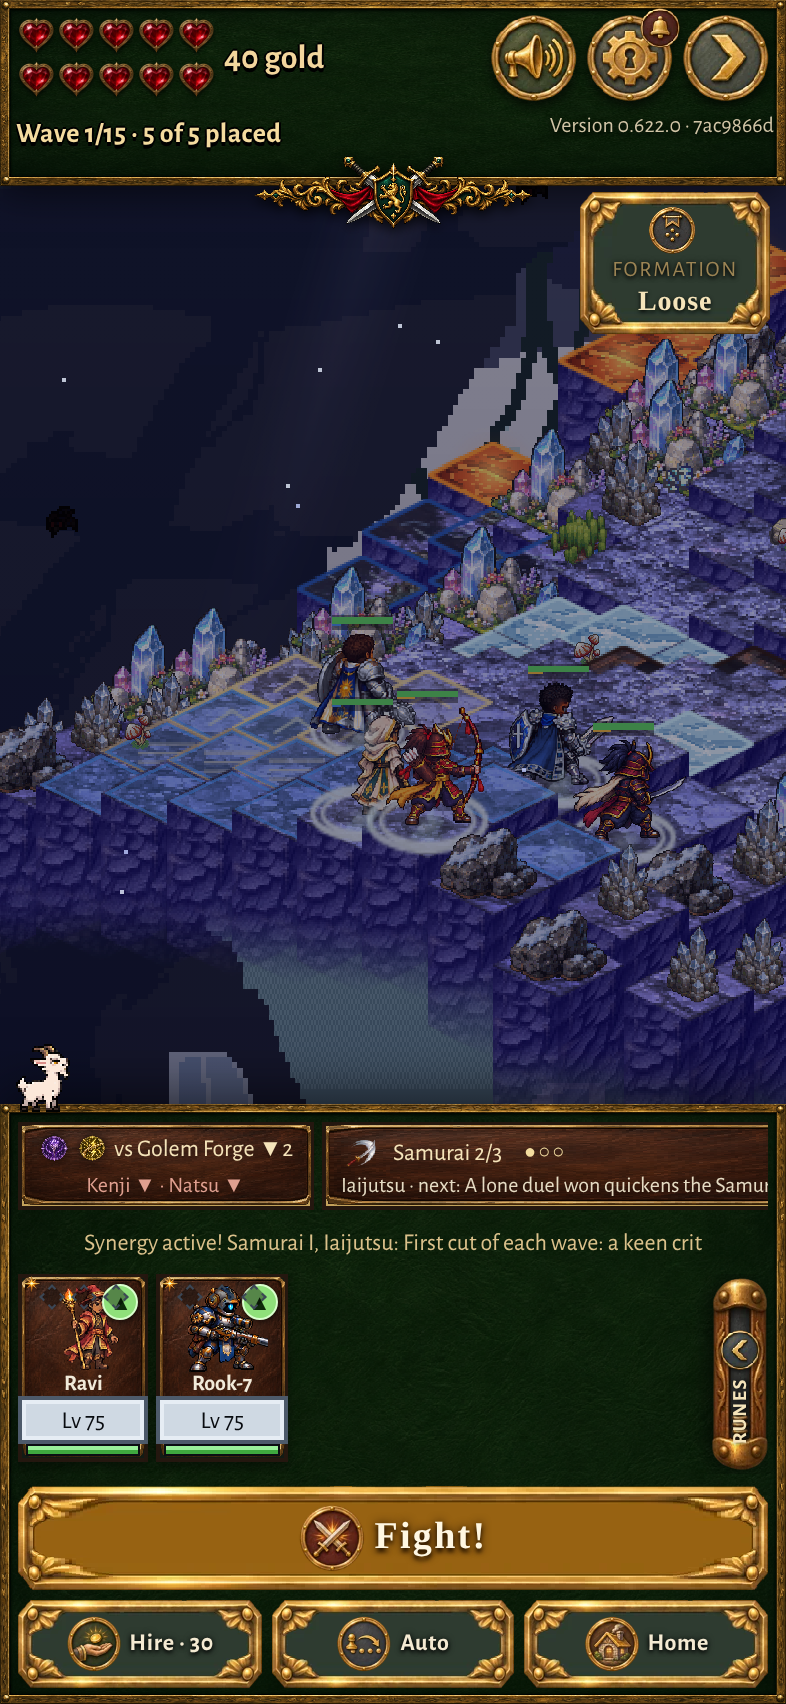 40 gold
Wave 1/15 · 5 of 5 placed
Version 0.622.0 · 7ac9866d
FORMATION
Loose
vs Golem Forge ▼2
Kenji ▼ · Natsu ▼
Samurai 2/3 ●○○
Iaijutsu · next: A lone duel won quickens the Samur
Synergy active! Samurai I, Iaijutsu: First cut of each wave: a keen crit
Ravi
Lv 75
Rook-7
Lv 75
RUNES
Fight!
Hire · 30
Auto
Home